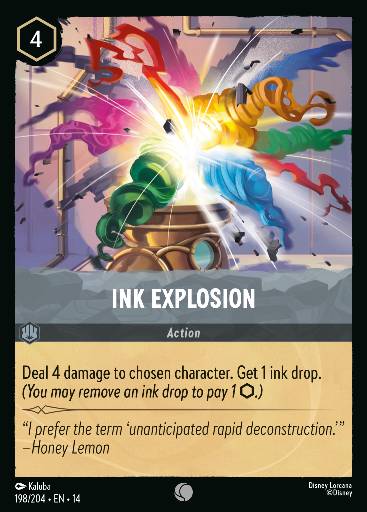 4
INK EXPLOSION
Action
Deal 4 damage to chosen character. Get 1 ink drop.
(You may remove an ink drop to pay 1 ⬡.)
“I prefer the term ‘unanticipated rapid deconstruction.’”
–Honey Lemon
Kaluba
198/204 • EN • 14
Disney Lorcana
©Disney